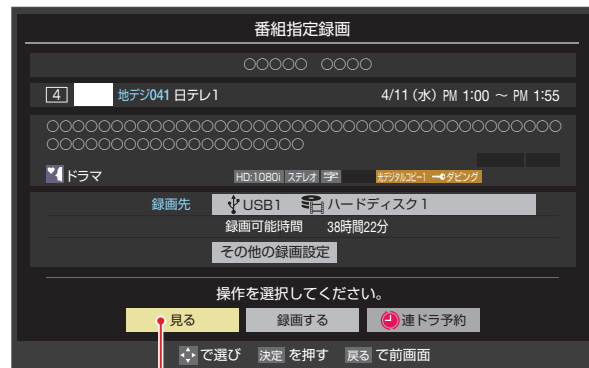 番組指定録画
○○○○○ ○○○○
4 地デジ041 日テレ1 4/11 (水) PM 1:00 ～ PM 1:55
○○○○○○○○○○○○○○○○○○○○○○○○○○○○○○
○○○○○○○○○○○○○○○
ドラマ HD:1080i ステレオ 字 光デジタルコピー1 ダビング
録画先 USB1 ハードディスク1
録画可能時間 38時間22分
その他の録画設定
操作を選択してください。
見る 録画する 連ドラ予約
で選び 決定 を押す 戻る で前画面